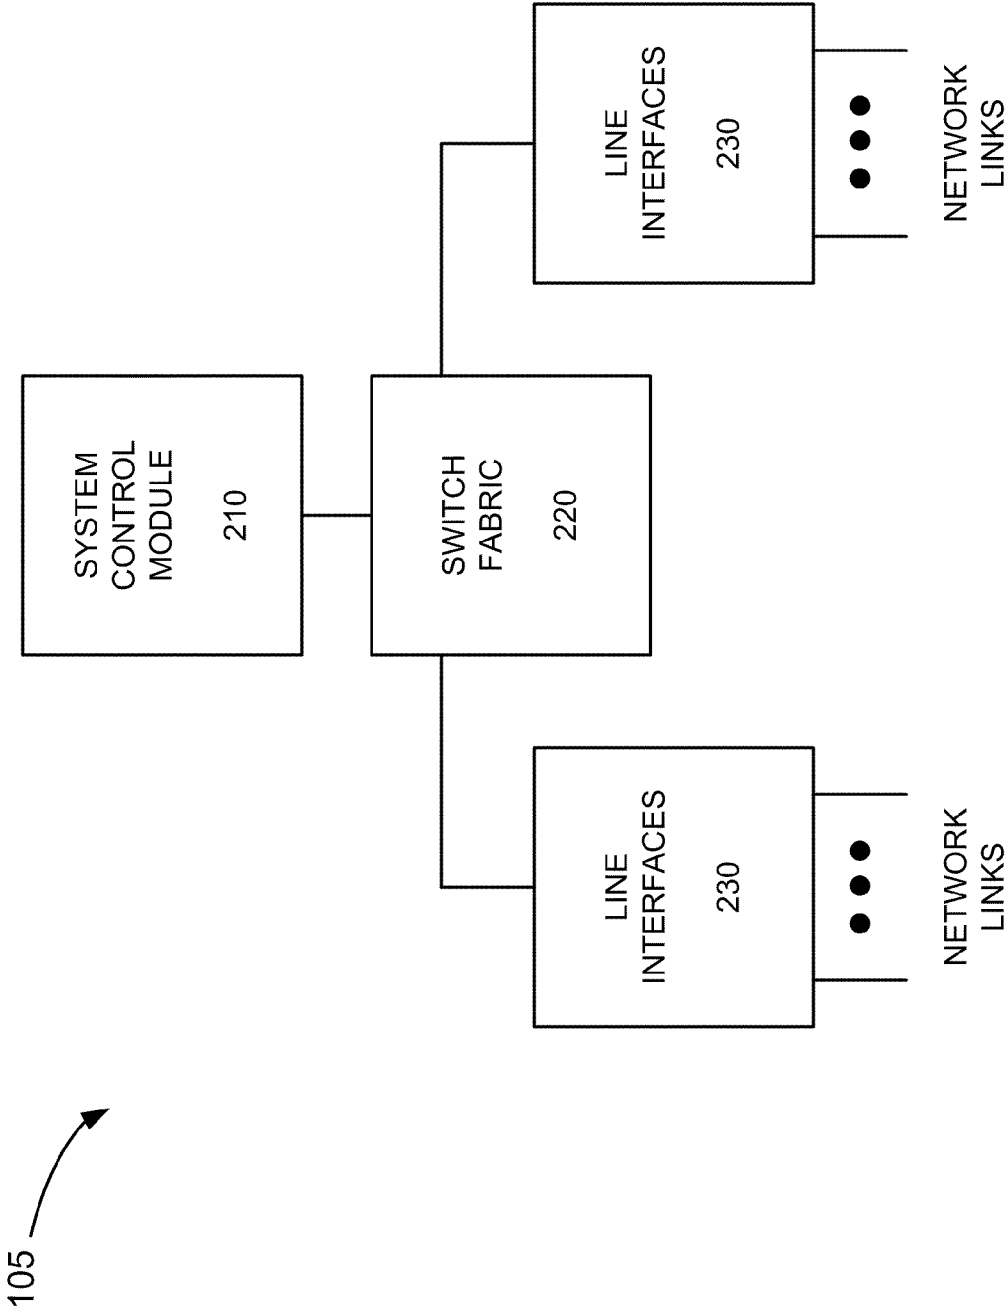 105
SYSTEM
CONTROL
MODULE
210
SWITCH
FABRIC
220
LINE
INTERFACES
230
NETWORK
LINKS
LINE
INTERFACES
230
NETWORK
LINKS